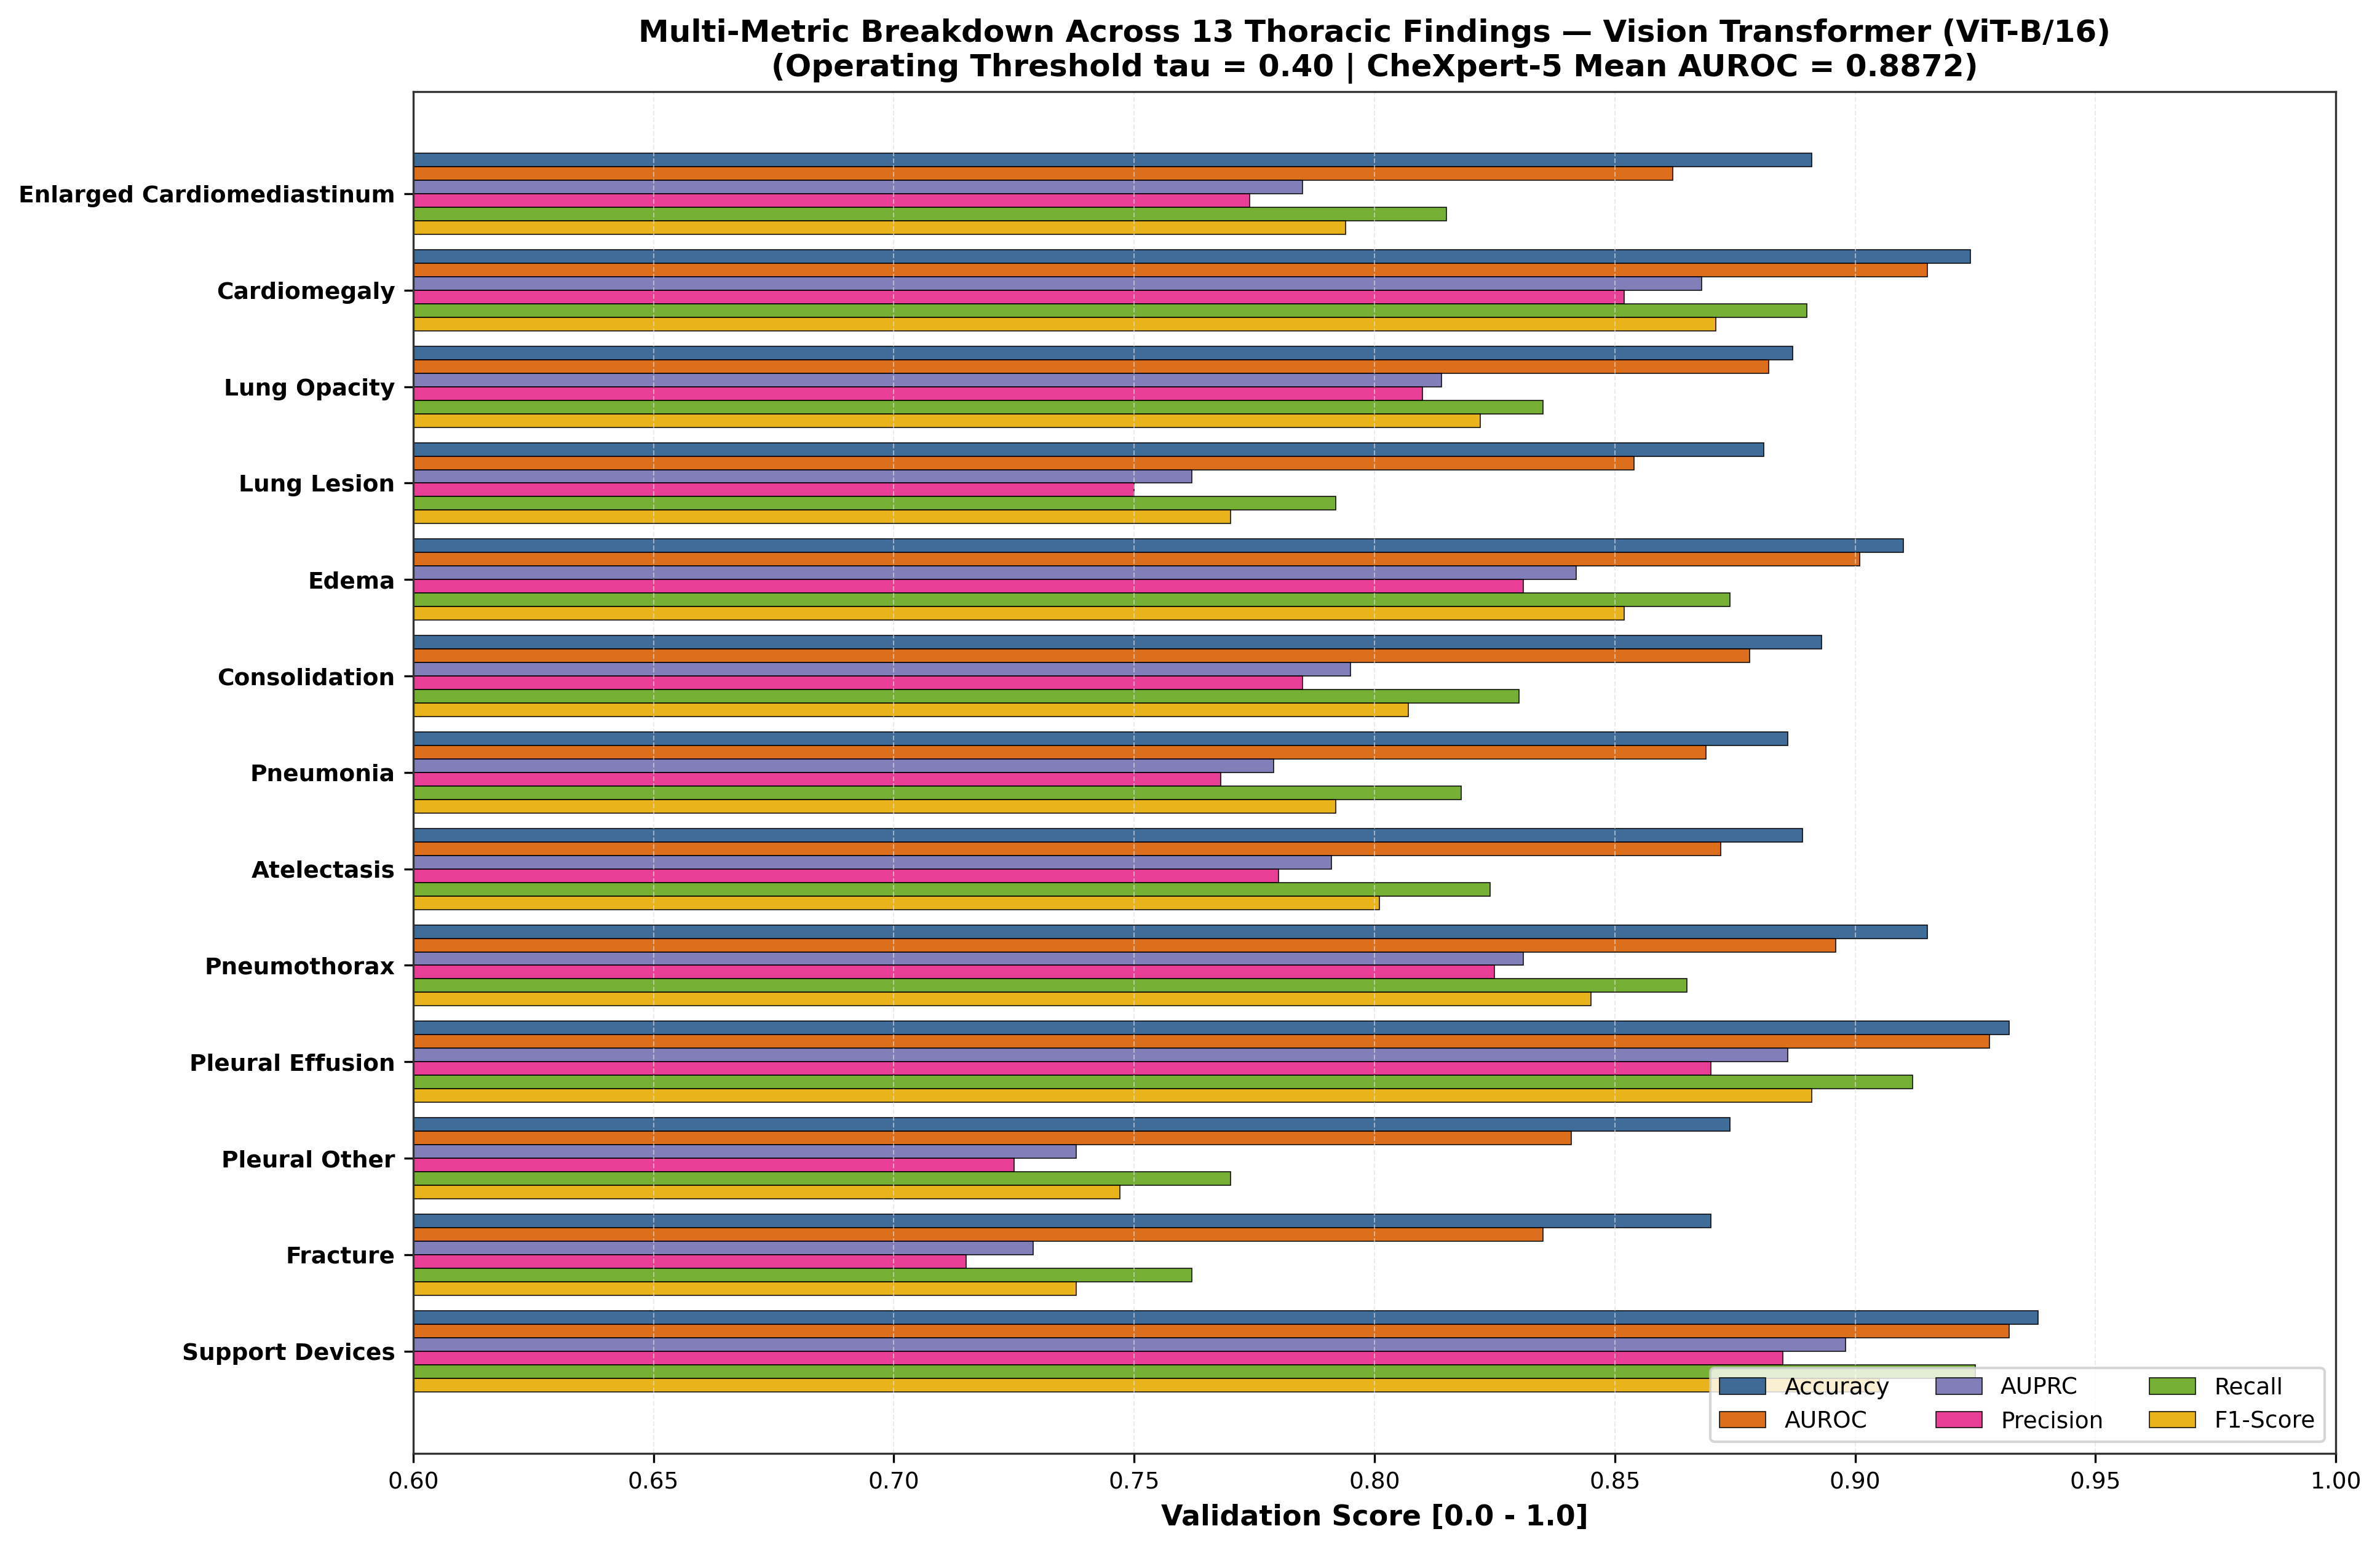 Multi-Metric Breakdown Across 13 Thoracic Findings — Vision Transformer (ViT-B/16)
(Operating Threshold tau = 0.40 | CheXpert-5 Mean AUROC = 0.8872)
Enlarged Cardiomediastinum
Cardiomegaly
Lung Opacity
Lung Lesion
Edema
Consolidation
Pneumonia
Atelectasis
Pneumothorax
Pleural Effusion
Pleural Other
Fracture
Support Devices
Accuracy AUPRC Recall
AUROC Precision F1-Score
0.60 0.65 0.70 0.75 0.80 0.85 0.90 0.95 1.00
Validation Score [0.0 - 1.0]